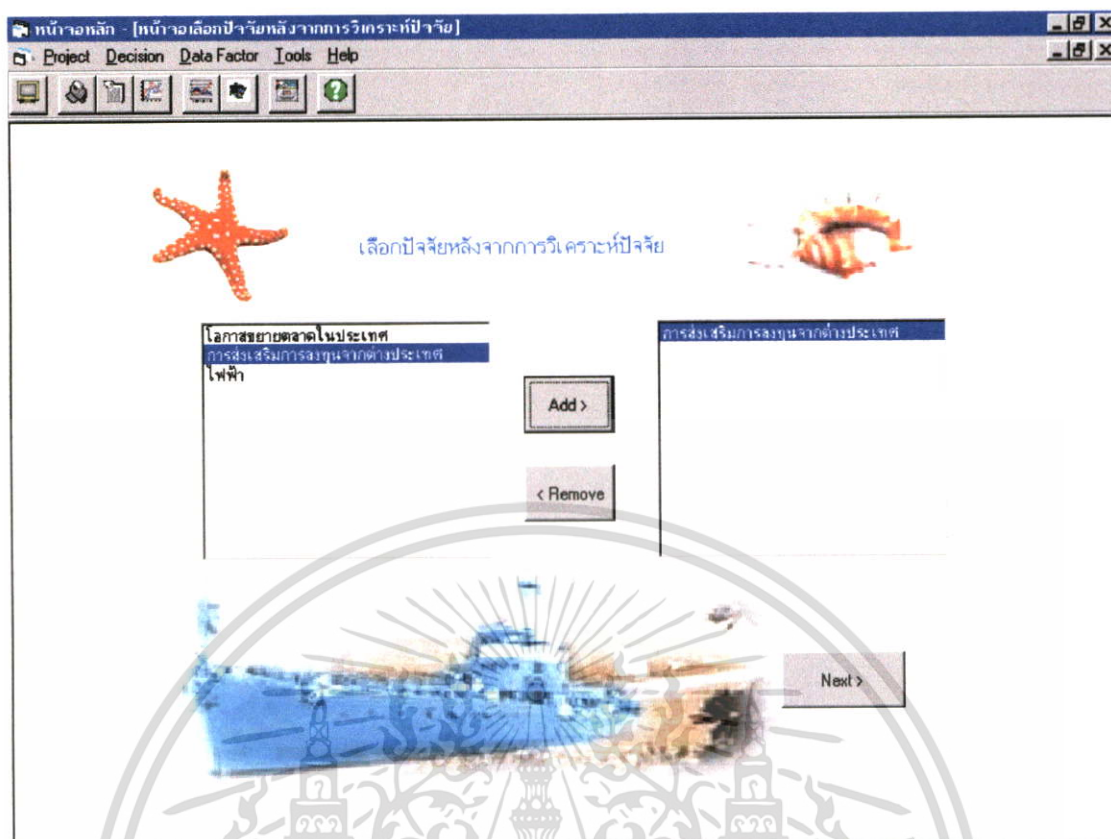 หน้าจอหลัก - [หน้าจอเลือกปัจจัยหลังจากการวิเคราะห์ปัจจัย]
Project Decision Data Factor Tools Help
เลือกปัจจัยหลังจากการวิเคราะห์ปัจจัย
โอกาสขยายตลาดในประเทศ
การส่งเสริมการลงทุนจากต่างประเทศ
ไฟฟ้า
การส่งเสริมการลงทุนจากต่างประเทศ
Add >
< Remove
Next >